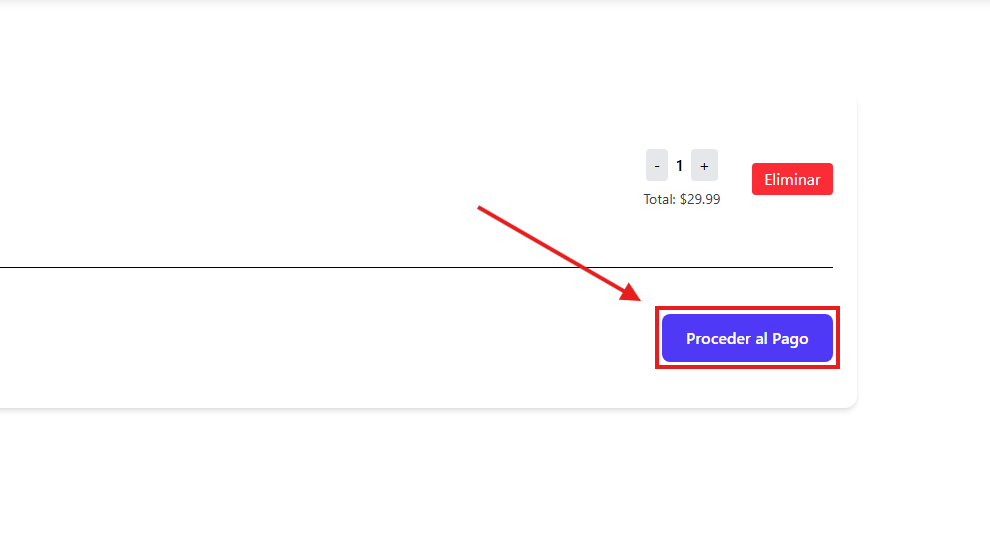 - 1 +
Eliminar
Total: $29.99
Proceder al Pago